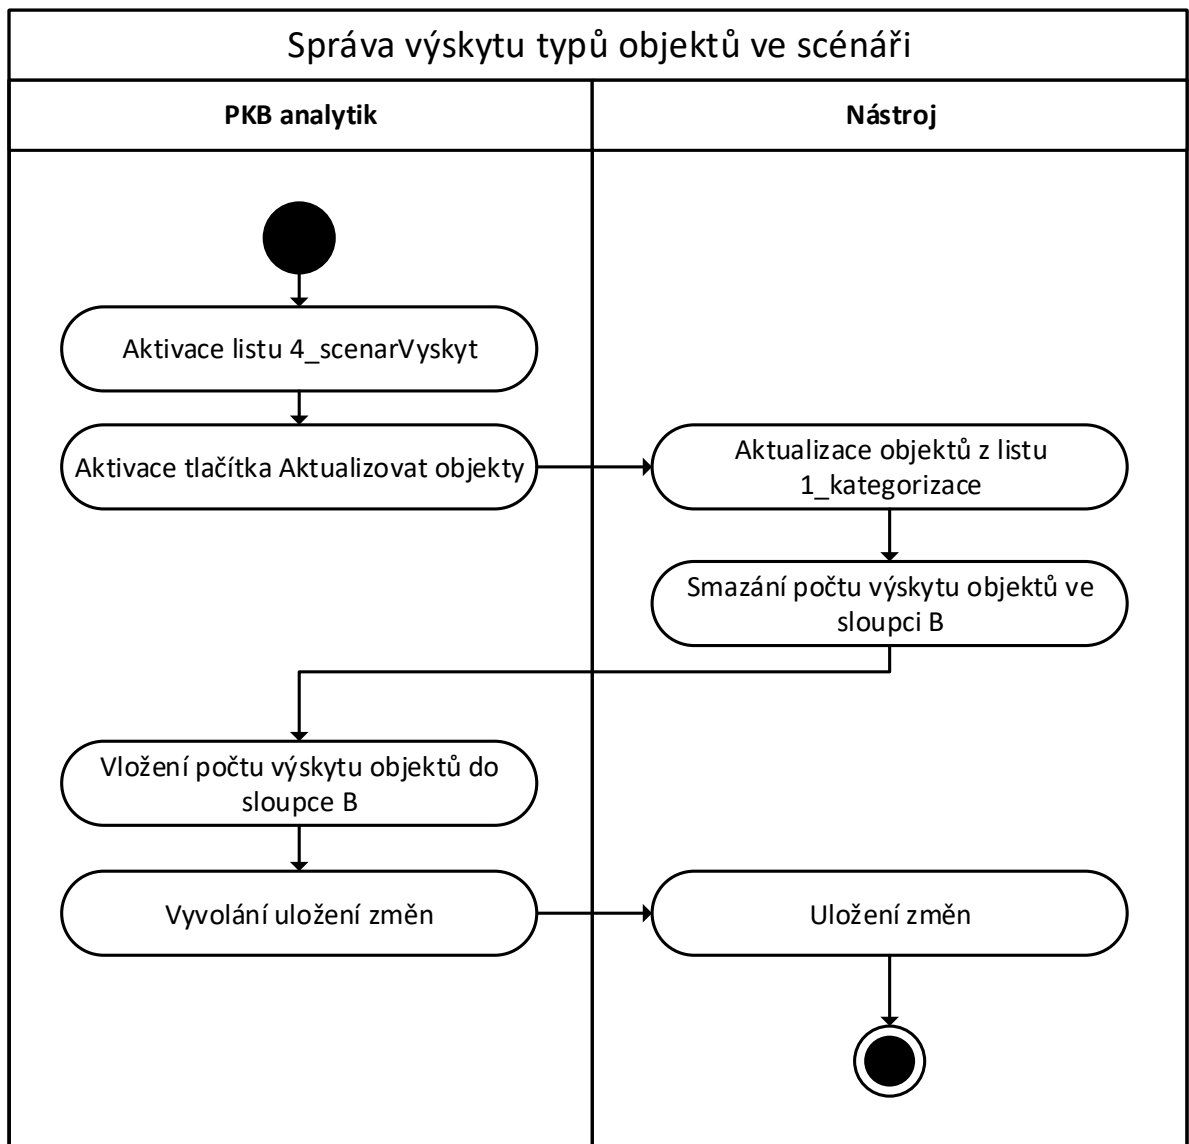 Správa výskytu typů objektů ve scénáři
PKB analytik
Nástroj
Aktivace listu 4_scenarVyskyt
Aktivace tlačítka Aktualizovat objekty
Aktualizace objektů z listu
1_kategorizace
Smazání počtu výskytu objektů ve
sloupci B
Vložení počtu výskytu objektů do
sloupce B
Vyvolání uložení změn
Uložení změn